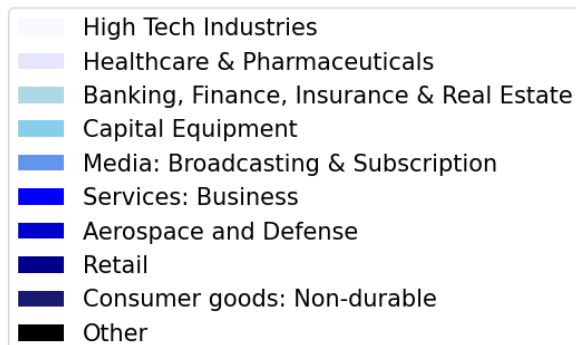 High Tech Industries
Healthcare & Pharmaceuticals
Banking, Finance, Insurance & Real Estate
Capital Equipment
Media: Broadcasting & Subscription
Services: Business
Aerospace and Defense
Retail
Consumer goods: Non-durable
Other